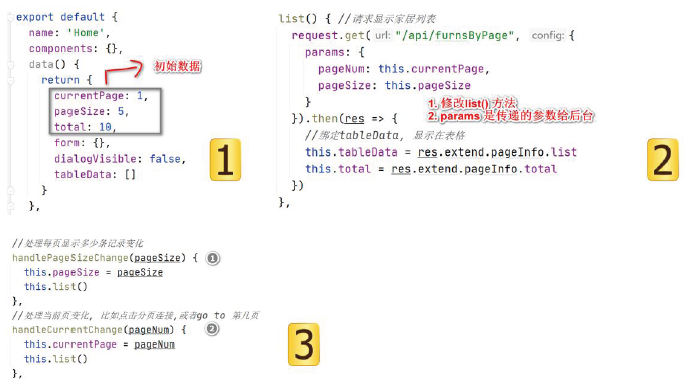 export default {
name: 'Home',
components: {},
data() {
初始数据
return {
currentPage: 1,
pageSize: 5,
total: 10,
form: {},
dialogVisible: false,
tableData: []
}
},
1
list() { //请求显示家居列表
request.get( url: "/api/furnsByPage", config: {
params: {
pageNum: this.currentPage,
pageSize: this.pageSize
}
1. 修改list() 方法
2. params 是传递的参数给后台
}).then(res => {
//绑定tableData, 显示在表格
this.tableData = res.extend.pageInfo.list
this.total = res.extend.pageInfo.total
})
},
2
//处理每页显示多少条记录变化
handlePageSizeChange(pageSize) { 1
this.pageSize = pageSize
this.list()
},
//处理当前页变化, 比如点击分页连接,或者go to 第几页
handleCurrentChange(pageNum) { 2
this.currentPage = pageNum
this.list()
},
3